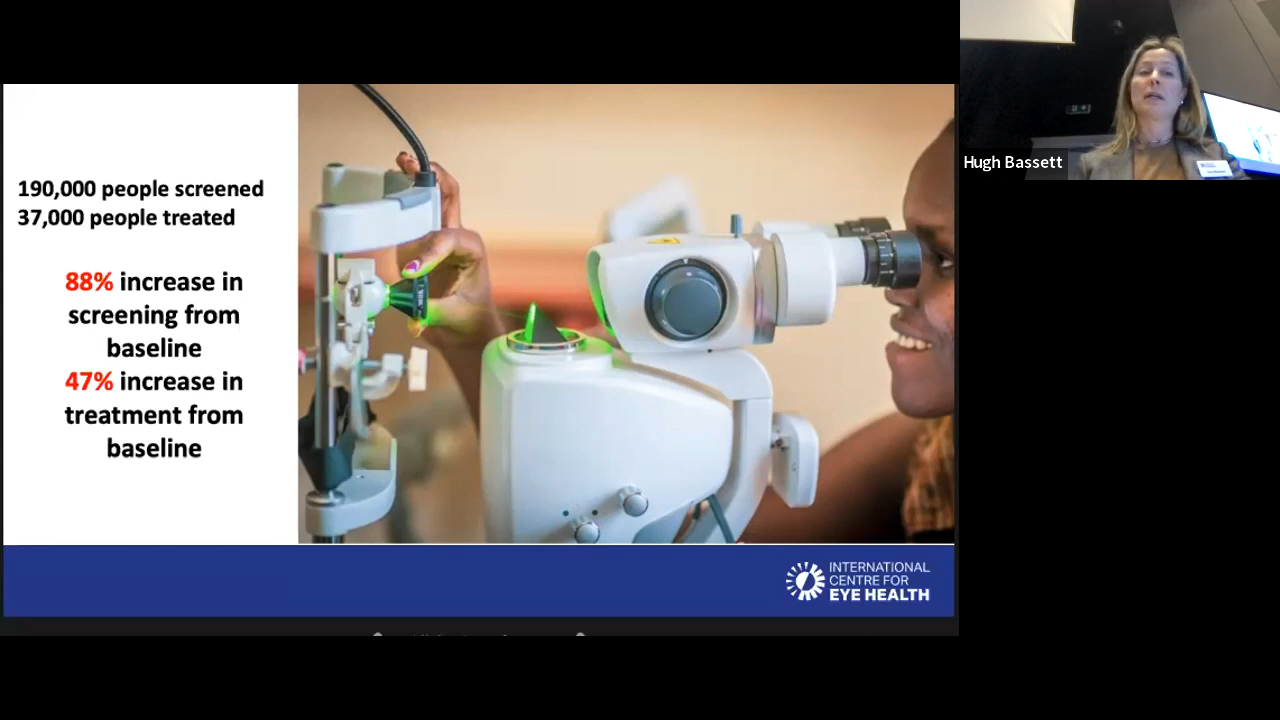 190,000 people screened
37,000 people treated
88% increase in
screening from
baseline
47% increase in
treatment from
baseline
INTERNATIONAL
CENTRE FOR
EYE HEALTH
Hugh Bassett